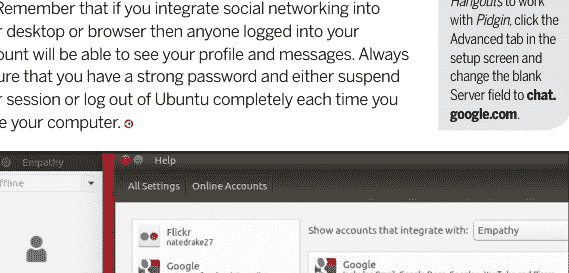 Remember that if you integrate social networking into
desktop or browser then anyone logged into your
ount will be able to see your profile and messages. Always
ure that you have a strong password and either suspend
session or log out of Ubuntu completely each time you
e your computer.
Hangouts to work
with Pidgin, click the
Advanced tab in the
setup screen and
change the blank
Server field to chat.
google.com.
Empathy
ffline
Help
All Settings Online Accounts
Flickr
natedrake27
Google
Show accounts that integrate with: Empathy
Google